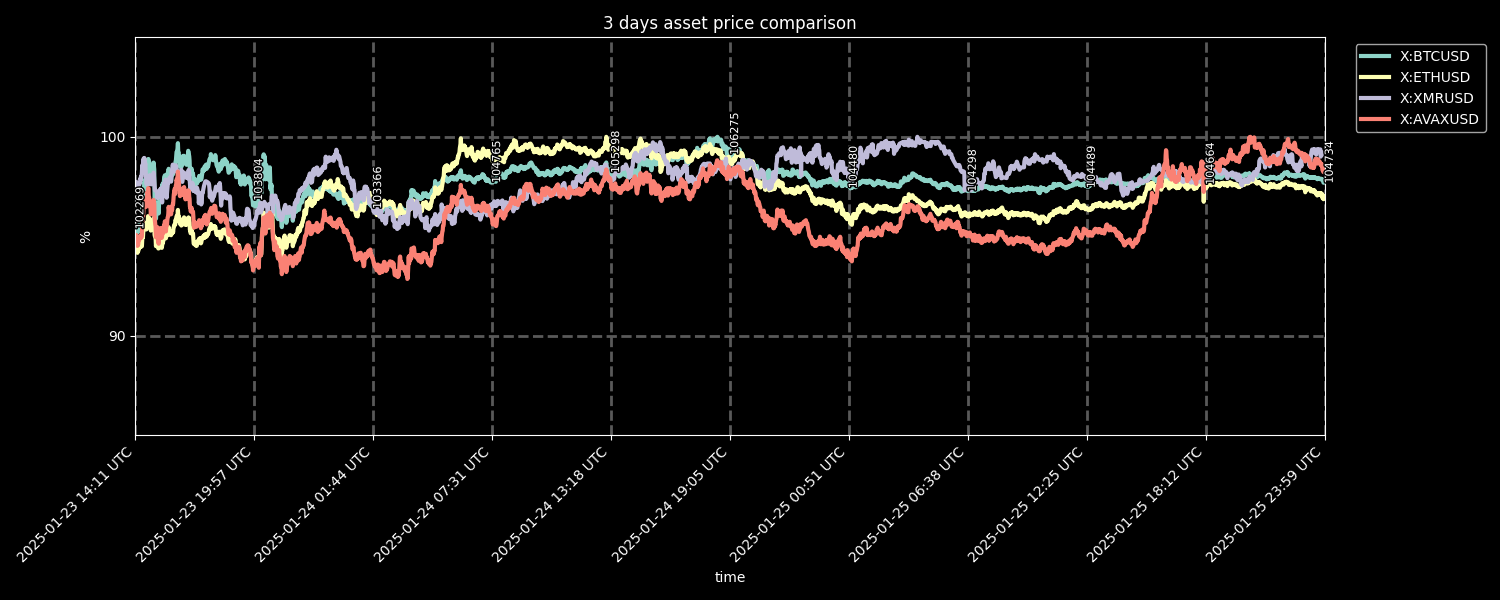 3 days asset price comparison
X:BTCUSD
X:ETHUSD
X:XMRUSD
X:AVAXUSD
100
90
%
102269
103804
103366
104765
105298
106275
104480
104298
104489
104664
104734
2025-01-23 14:11 UTC
2025-01-23 19:57 UTC
2025-01-24 01:44 UTC
2025-01-24 07:31 UTC
2025-01-24 13:18 UTC
2025-01-24 19:05 UTC
2025-01-25 00:51 UTC
2025-01-25 06:38 UTC
2025-01-25 12:25 UTC
2025-01-25 18:12 UTC
2025-01-25 23:59 UTC
time